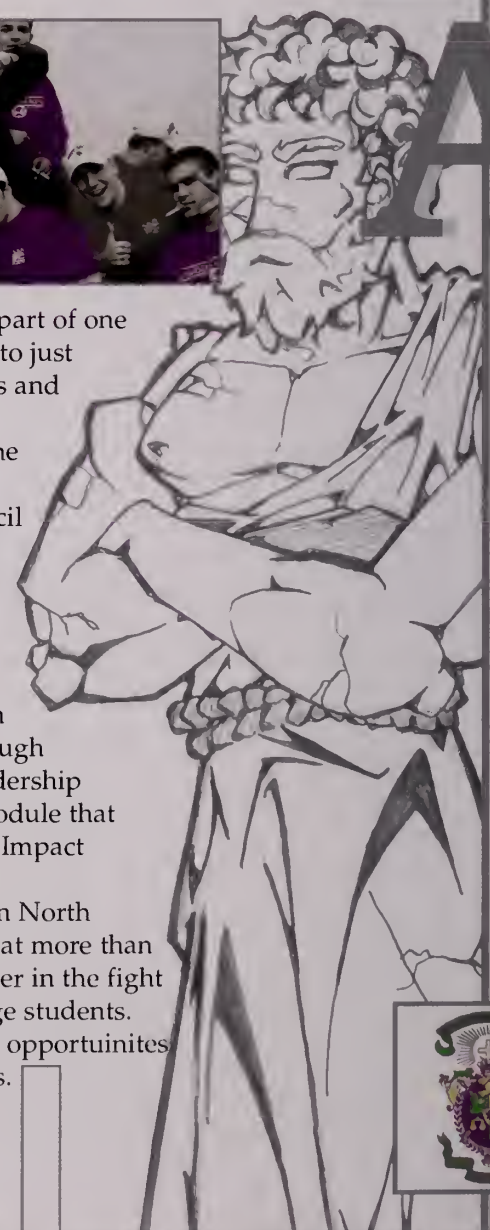 A
part of one
to just
s and
ne
cil
n
ough
dership
odule that
Impact
n North
at more than
er in the fight
ge students.
opportuinites
s.